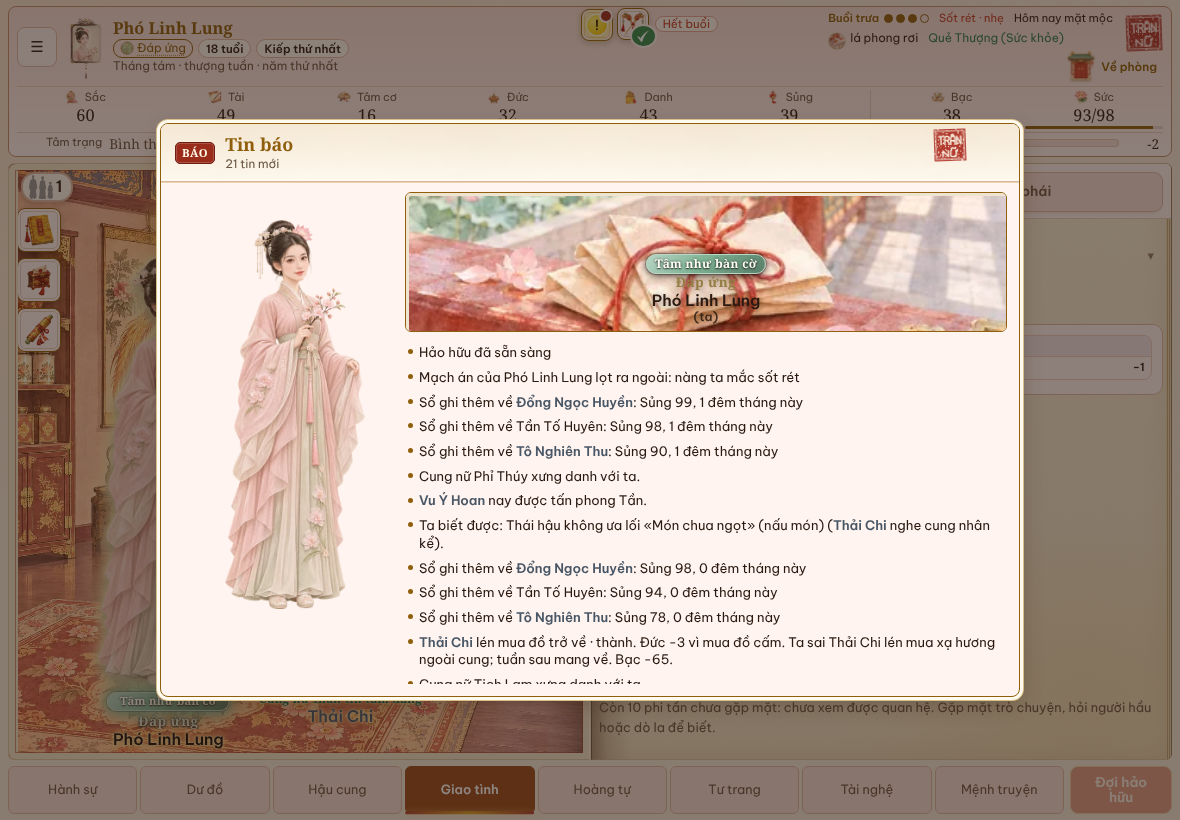 Phó Linh Lung
Đáp ứng
18 tuổi
Kiếp thứ nhất
Tháng tám · thượng tuần · năm thứ nhất
Hết buổi
Buổi trưa
Sốt rét · nhẹ
Hôm nay mặt mộc
lá phong rơi
Quẻ Thượng (Sức khỏe)
TRÂN NỮ
Về phòng
Sắc
Tài
Tâm cơ
Đức
Danh
Sủng
Bạc
Sức
60
49
16
32
43
39
38
93/98
Tâm trạng
Bình th
-2
1
phái
BÁO
Tin báo
21 tin mới
TRÂN NỮ
Tâm như bàn cờ
Đáp ứng
Phó Linh Lung
(ta)
Hảo hữu đã sẵn sàng
Mạch án của Phó Linh Lung lọt ra ngoài: nàng ta mắc sốt rét
Sổ ghi thêm về Đổng Ngọc Huyền: Sủng 99, 1 đêm tháng này
Sổ ghi thêm về Tần Tố Huyên: Sủng 98, 1 đêm tháng này
Sổ ghi thêm về Tô Nghiên Thu: Sủng 90, 1 đêm tháng này
Cung nữ Phỉ Thúy xưng danh với ta.
Vu Ý Hoan nay được tấn phong Tần.
Ta biết được: Thái hậu không ưa lối «Món chua ngọt» (nấu món) (Thải Chi nghe cung nhân
kể).
Sổ ghi thêm về Đổng Ngọc Huyền: Sủng 98, 0 đêm tháng này
Sổ ghi thêm về Tần Tố Huyên: Sủng 94, 0 đêm tháng này
Sổ ghi thêm về Tô Nghiên Thu: Sủng 78, 0 đêm tháng này
Thải Chi lén mua đồ trở về · thành. Đức -3 vì mua đồ cấm. Ta sai Thải Chi lén mua xạ hương
ngoài cung; tuần sau mang về. Bạc -65.
-1
Tâm như bàn cờ
Đáp ứng
Phó Linh Lung
Thải Chi
Còn 10 phi tần chưa gặp mặt: chưa xem được quan hệ. Gặp mặt trò chuyện, hỏi người hầu
hoặc dò la để biết.
Hành sự
Dư đồ
Hậu cung
Giao tình
Hoàng tự
Tư trang
Tài nghệ
Mệnh truyện
Đợi hảo
hữu